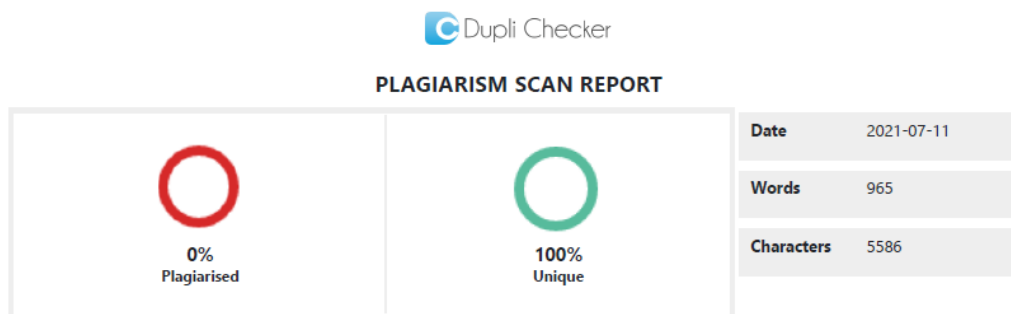 Dupli Checker
PLAGIARISM SCAN REPORT
0%
Plagiarised
100%
Unique
Date 2021-07-11
Words 965
Characters 5586